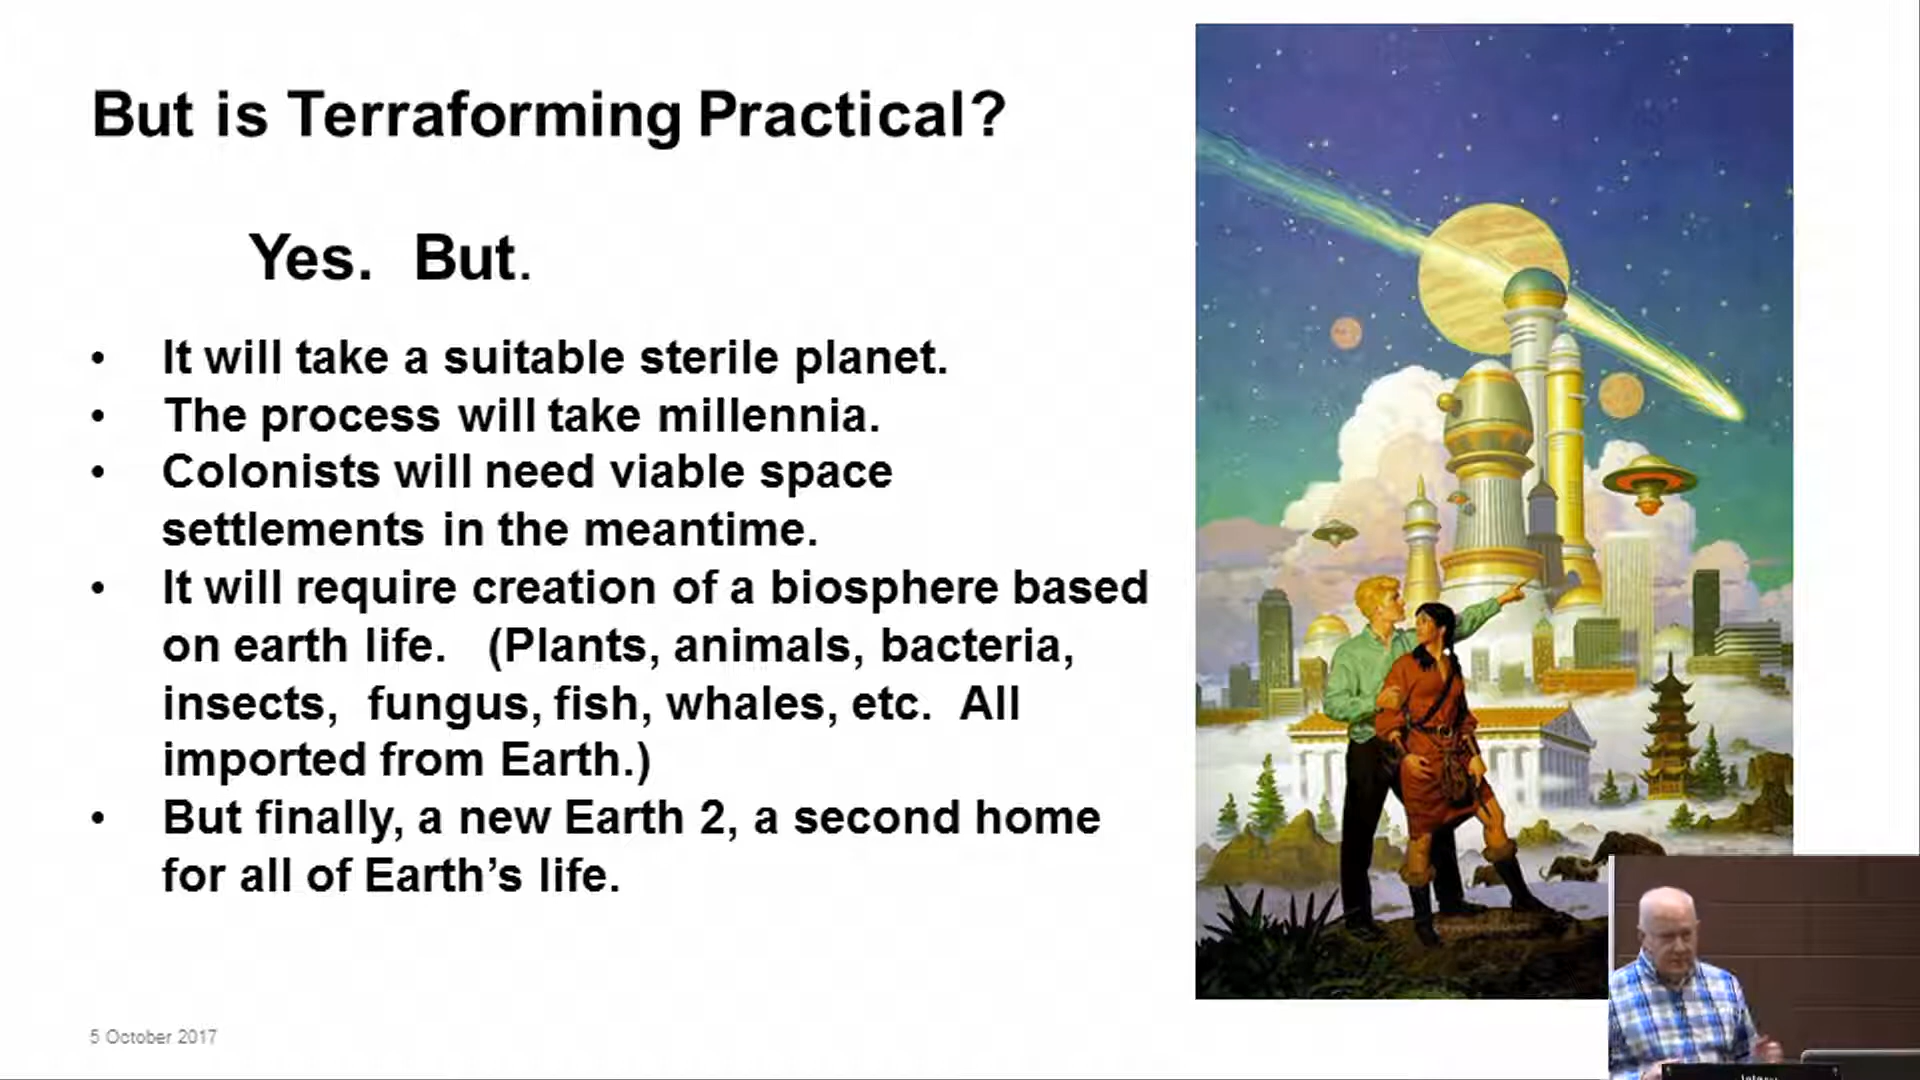 But is Terraforming Practical?
Yes. But.
• It will take a suitable sterile planet.
• The process will take millennia.
• Colonists will need viable space
settlements in the meantime.
• It will require creation of a biosphere based
on earth life. (Plants, animals, bacteria,
insects, fungus, fish, whales, etc. All
imported from Earth.)
• But finally, a new Earth 2, a second home
for all of Earth’s life.
5 October 2017